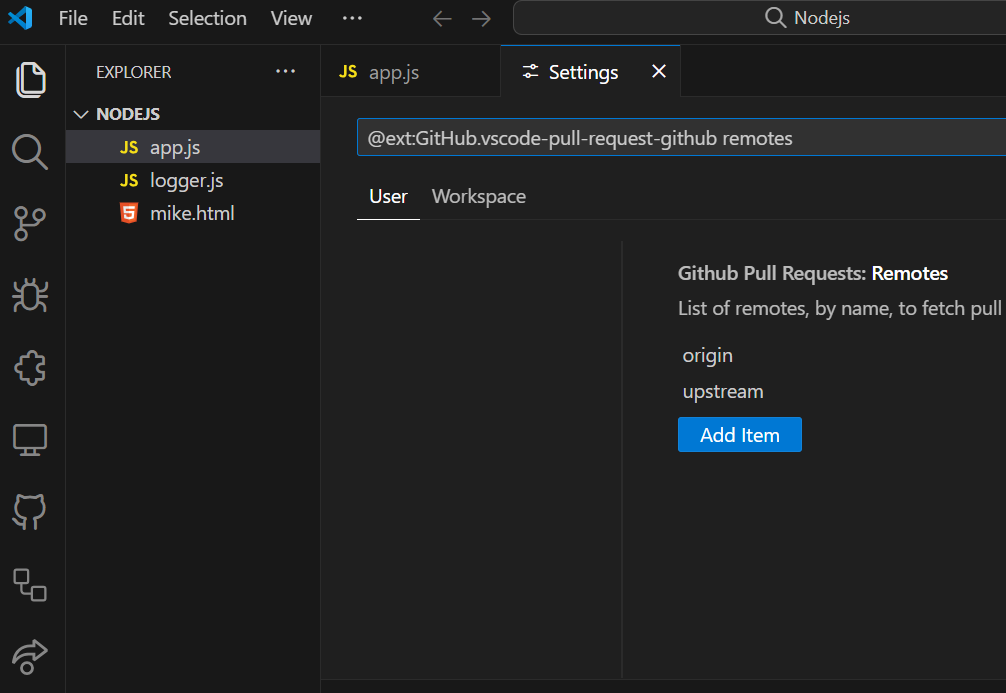 File Edit Selection View ···
Nodejs
EXPLORER ···
NODEJS
JS app.js
JS logger.js
5 mike.html
JS app.js
Settings
@ext:GitHub.vscode-pull-request-github remotes
User Workspace
Github Pull Requests: Remotes
List of remotes, by name, to fetch pull
origin
upstream
Add Item